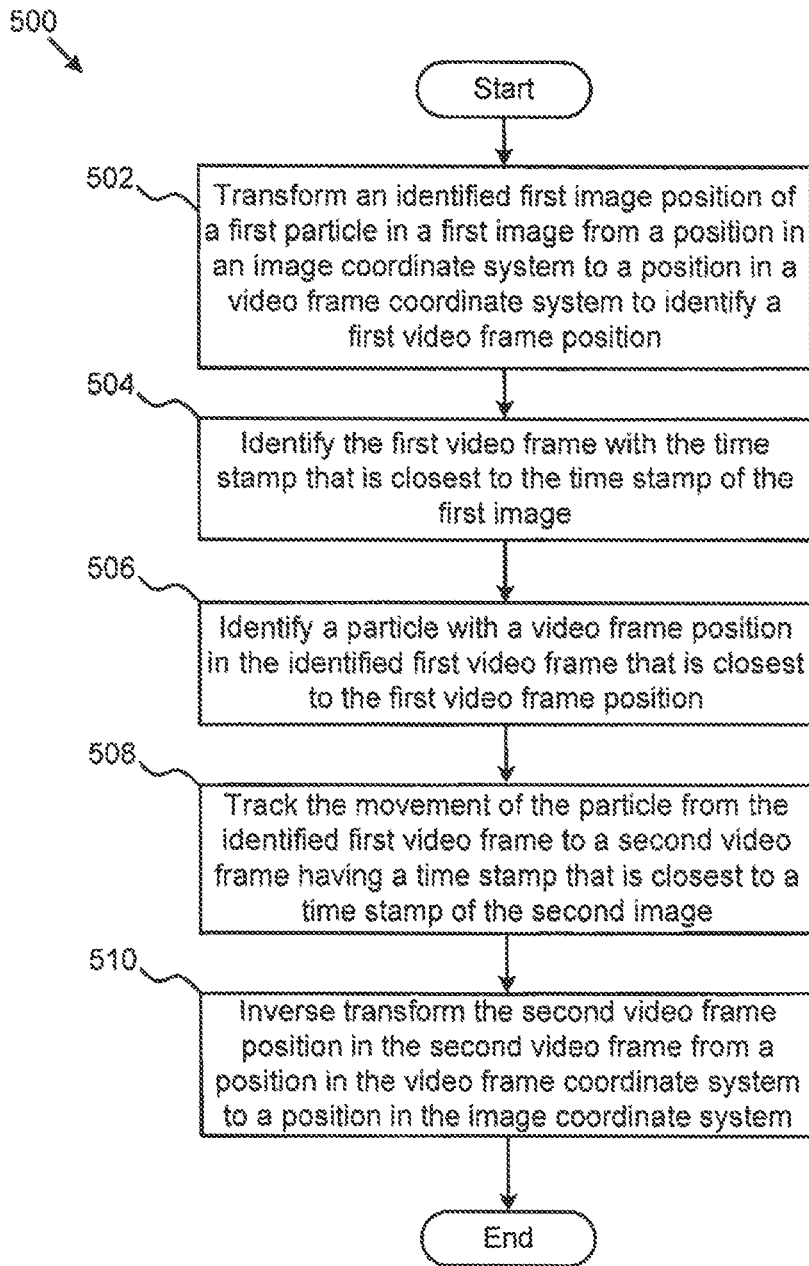 500
Start
502
Transform an identified first image position of
a first particle in a first image from a position in
an image coordinate system to a position in a
video frame coordinate system to identify a
first video frame position
504
Identify the first video frame with the time
stamp that is closest to the time stamp of the
first image
506
Identify a particle with a video frame position
in the identified first video frame that is closest
to the first video frame position
508
Track the movement of the particle from the
identified first video frame to a second video
frame having a time stamp that is closest to a
time stamp of the second image
510
Inverse transform the second video frame
position in the second video frame from a
position in the video frame coordinate system
to a position in the image coordinate system
End